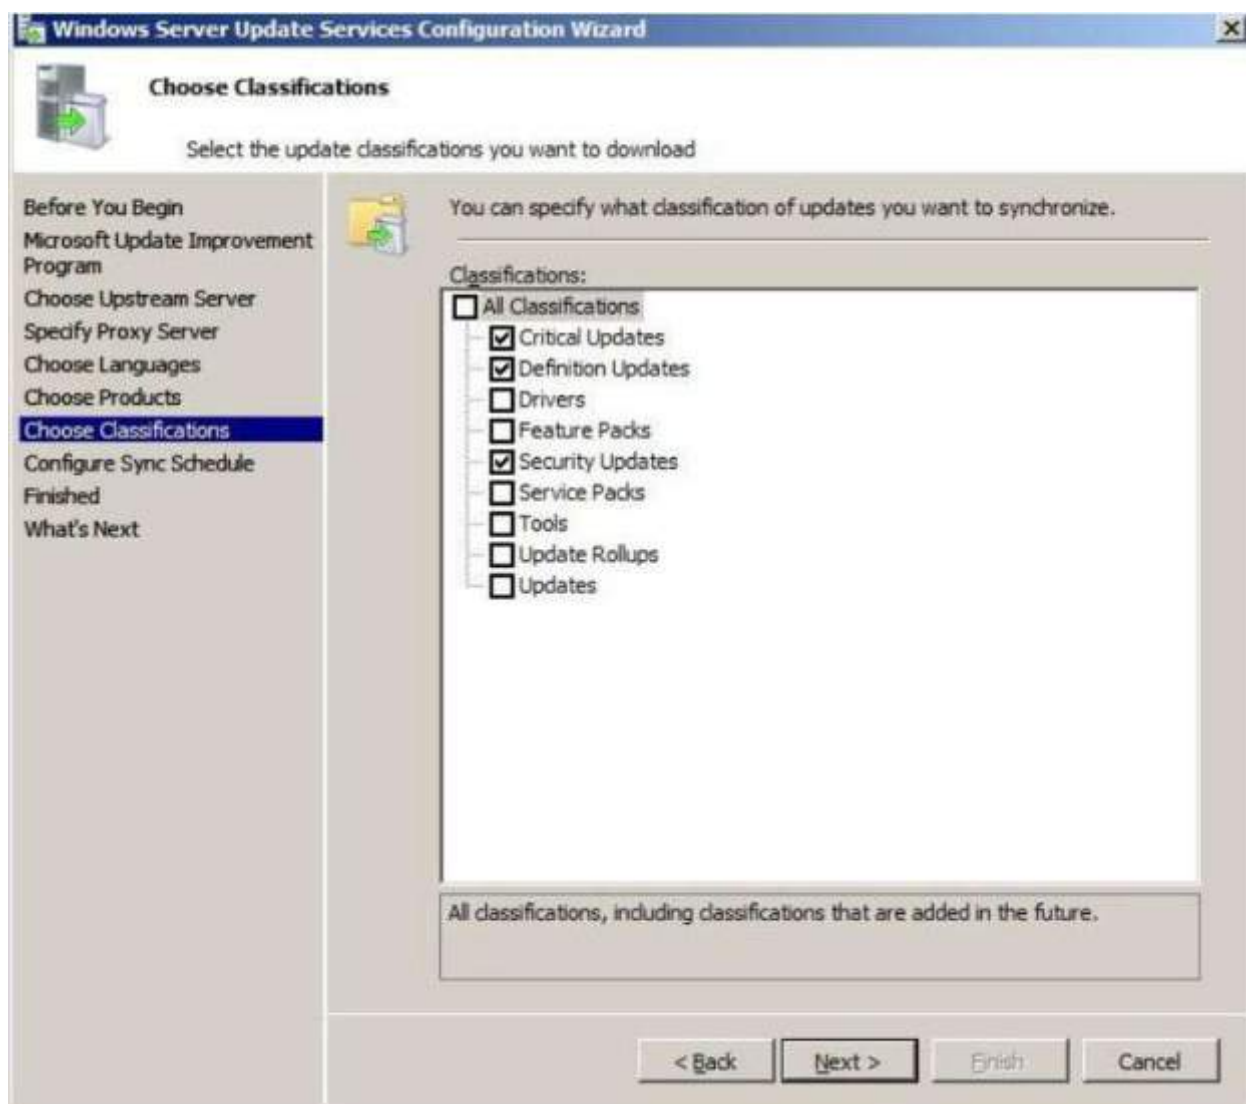 Windows Server Update Services Configuration Wizard
Choose Classifications
Select the update classifications you want to download
Before You Begin
Microsoft Update Improvement
Program
Choose Upstream Server
Specify Proxy Server
Choose Languages
Choose Products
Choose Classifications
Configure Sync Schedule
Finished
What's Next
You can specify what classification of updates you want to synchronize.
Classifications:
All Classifications
Critical Updates
Definition Updates
Drivers
Feature Packs
Security Updates
Service Packs
Tools
Update Rollups
Updates
All classifications, including classifications that are added in the future.
< Back Next > Finish Cancel